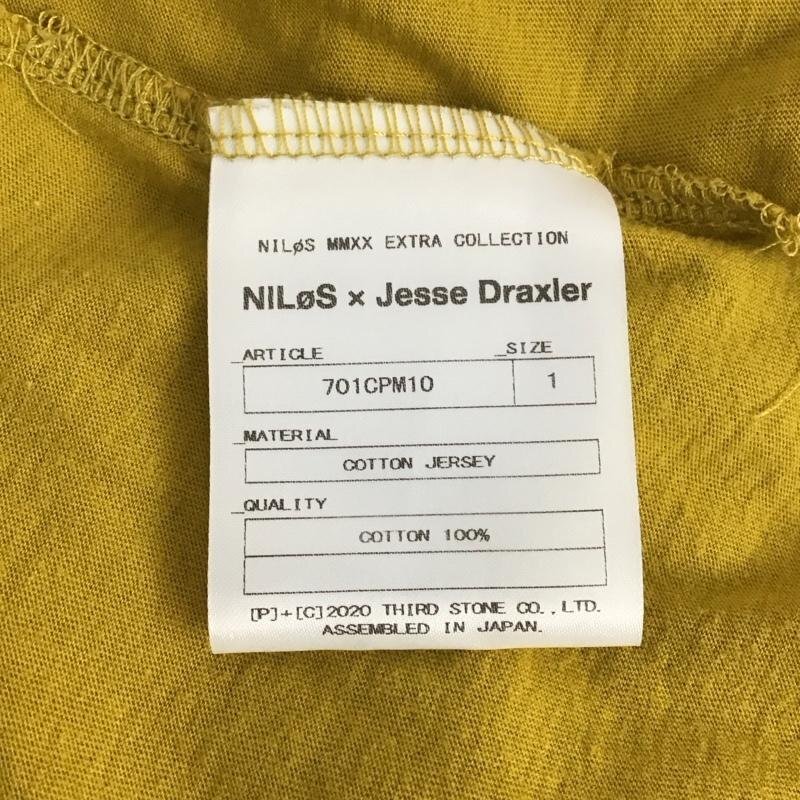 NILøS MMXX EXTRA COLLECTION
NILøS × Jesse Draxler
_ARTICLE _SIZE
701CPM10 1
_MATERIAL
COTTON JERSEY
_QUALITY
COTTON 100%
[P]+[C]2020 THIRD STONE CO.,LTD.
ASSEMBLED IN JAPAN.